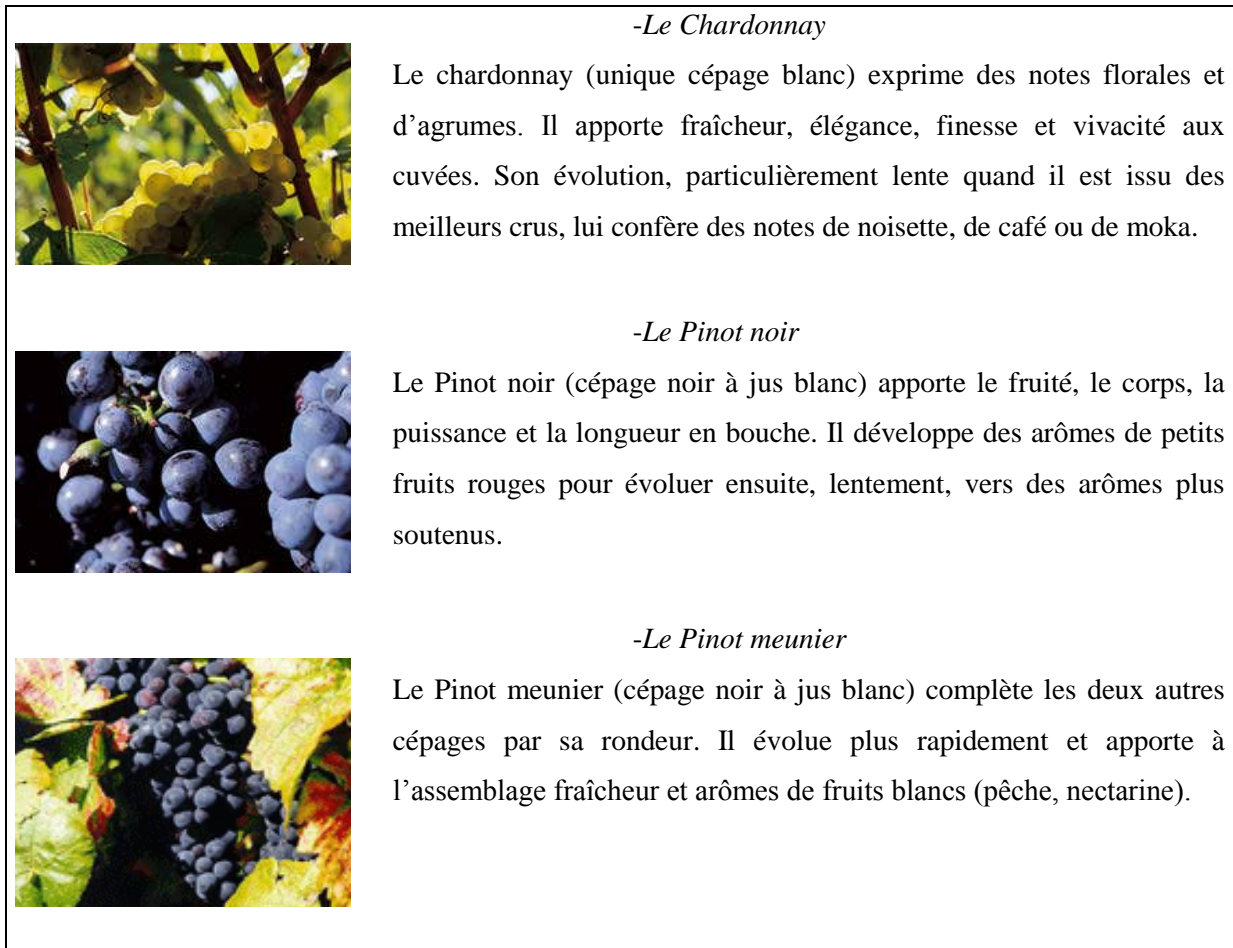 -Le Chardonnay
Le chardonnay (unique cépage blanc) exprime des notes florales et
d’agrumes. Il apporte fraîcheur, élégance, finesse et vivacité aux
cuvées. Son évolution, particulièrement lente quand il est issu des
meilleurs crus, lui confère des notes de noisette, de café ou de moka.
-Le Pinot noir
Le Pinot noir (cépage noir à jus blanc) apporte le fruité, le corps, la
puissance et la longueur en bouche. Il développe des arômes de petits
fruits rouges pour évoluer ensuite, lentement, vers des arômes plus
soutenus.
-Le Pinot meunier
Le Pinot meunier (cépage noir à jus blanc) complète les deux autres
cépages par sa rondeur. Il évolue plus rapidement et apporte à
l’assemblage fraîcheur et arômes de fruits blancs (pêche, nectarine).